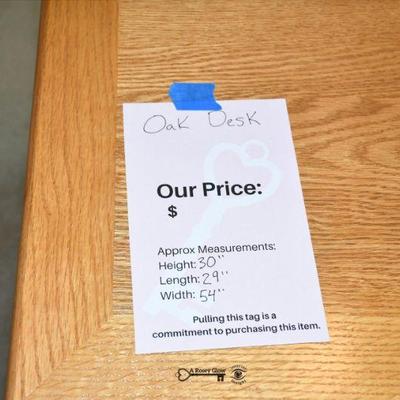 Oak Desk
Our Price:
$
Approx Measurements:
Height: 30"
Length: 29"
Width: 54"
Pulling this tag is a
commitment to purchasing this item.
A Rosey Glow